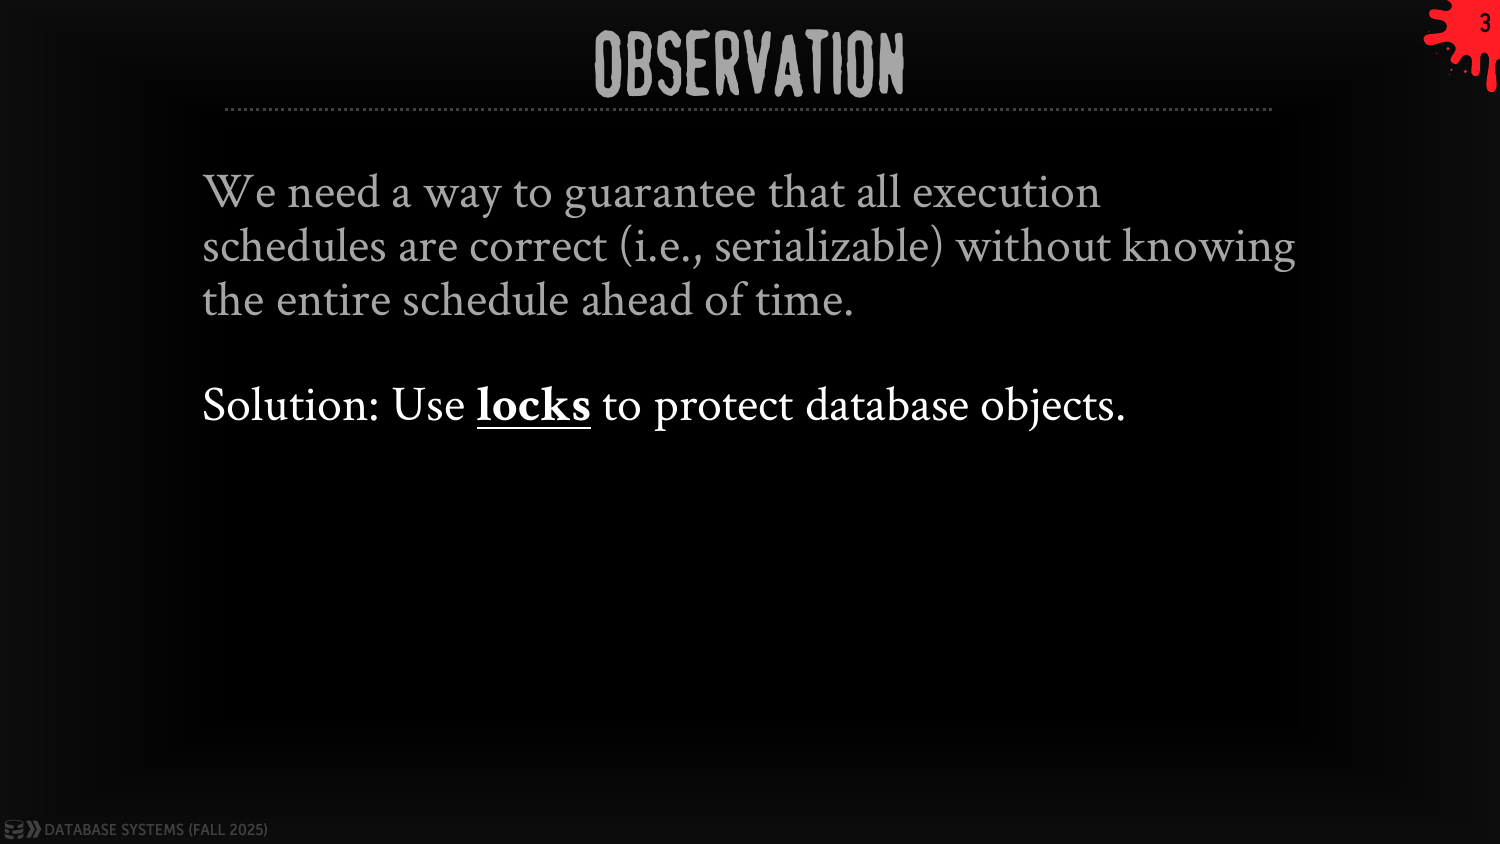 3
OBSERVATION
We need a way to guarantee that all execution
schedules are correct (i.e., serializable) without knowing
the entire schedule ahead of time.
Solution: Use locks to protect database objects.
DATABASE SYSTEMS (FALL 2025)